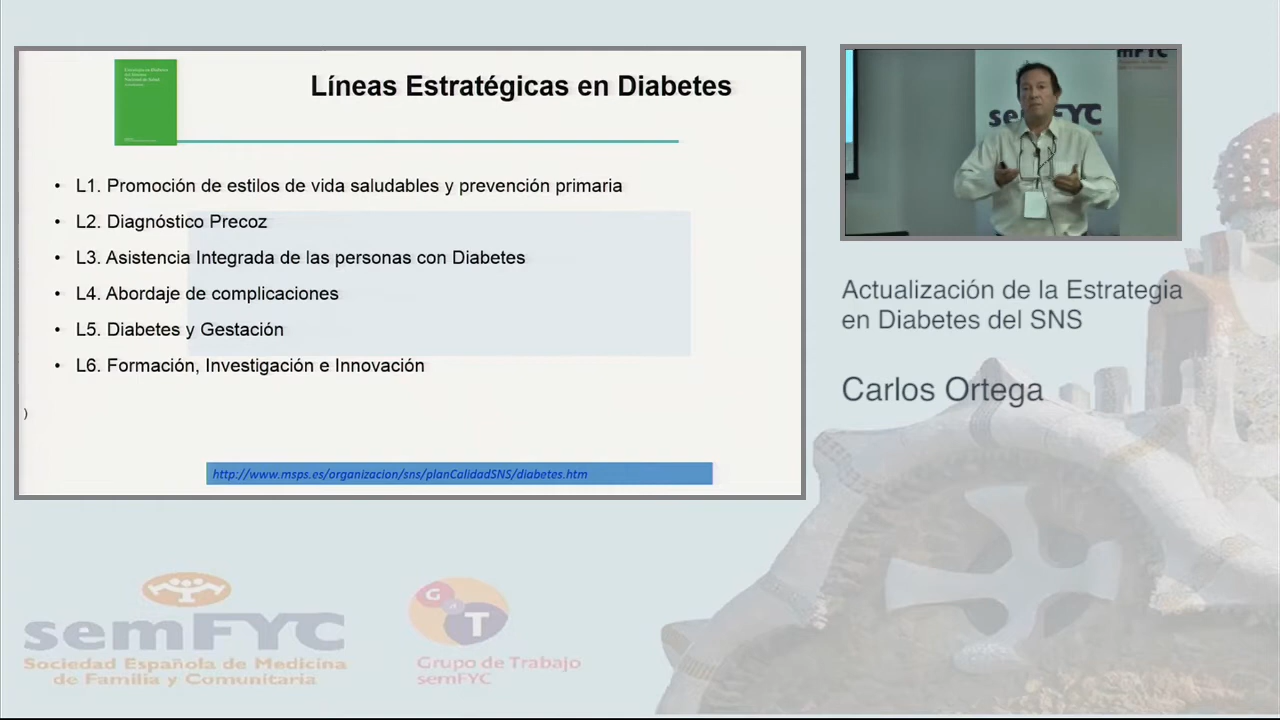 Líneas Estratégicas en Diabetes
• L1. Promoción de estilos de vida saludables y prevención primaria
• L2. Diagnóstico Precoz
• L3. Asistencia Integrada de las personas con Diabetes
• L4. Abordaje de complicaciones
• L5. Diabetes y Gestación
• L6. Formación, Investigación e Innovación
)
http://www.msps.es/organizacion/sns/planCalidadSNS/diabetes.htm
semFYC
Actualización de la Estrategia
en Diabetes del SNS
Carlos Ortega
semFYC
Sociedad Española de Medicina
de Familia y Comunitaria
G T
Grupo de Trabajo
semFYC